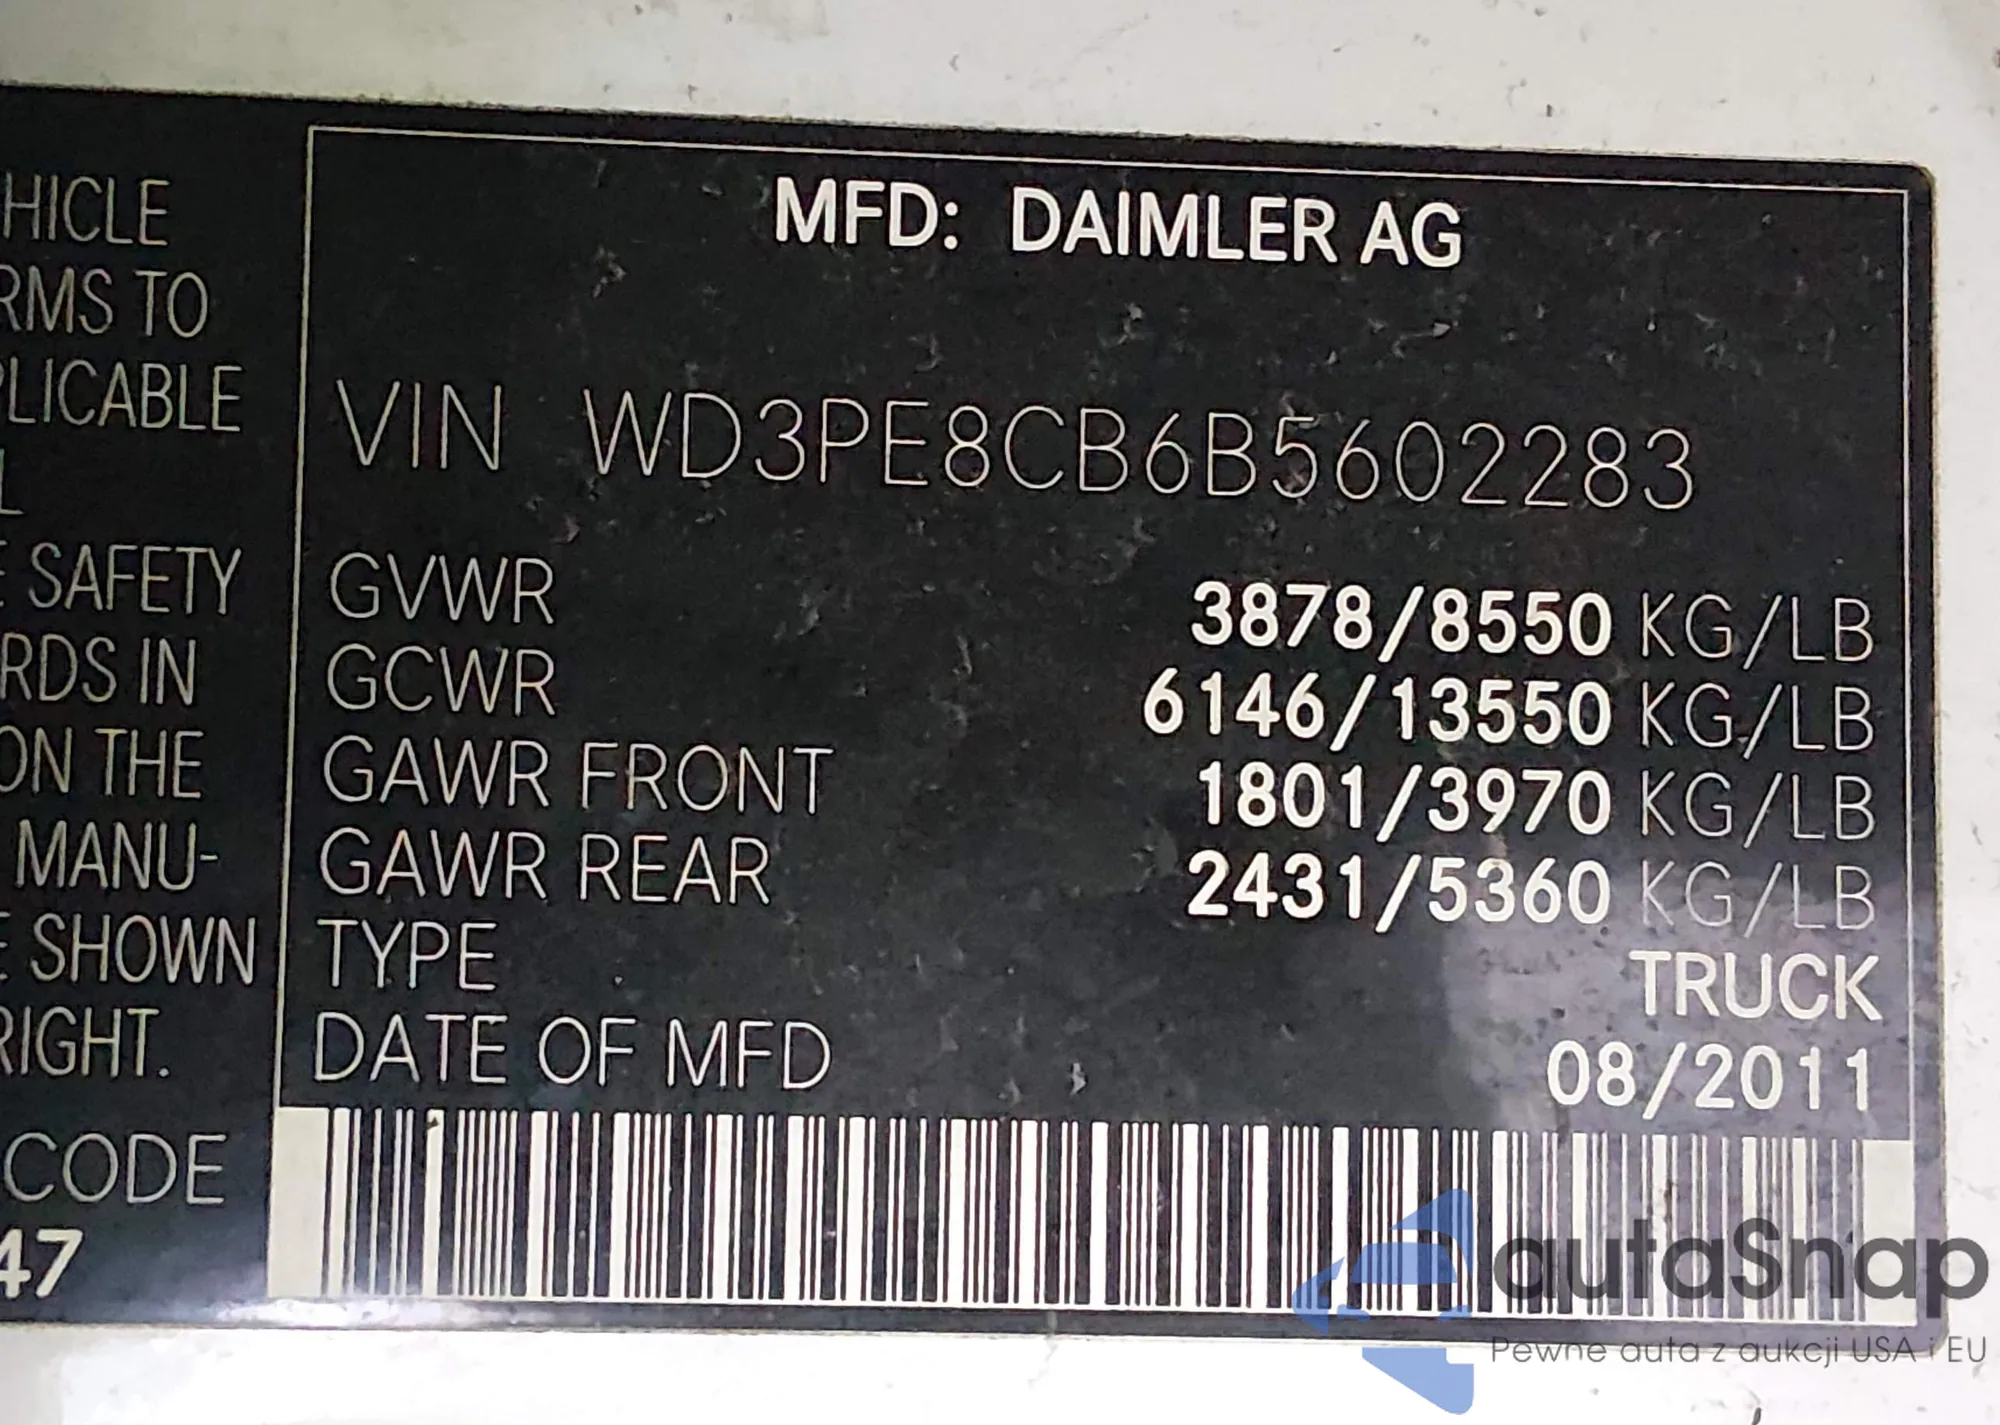 HICLE
RMS TO
PLICABLE
L
E SAFETY
RDS IN
ON THE
MANU-
E SHOWN
RIGHT.
CODE
47
MFD: DAIMLER AG
VIN WD3PE8CB6B5602283
GVWR 3878/8550 KG/LB
GCWR 6146/13550 KG/LB
GAWR FRONT 1801/3970 KG/LB
GAWR REAR 2431/5360 KG/LB
TYPE TRUCK
DATE OF MFD 08/2011
autaSnap
Pewne auta z aukcji USA i EU